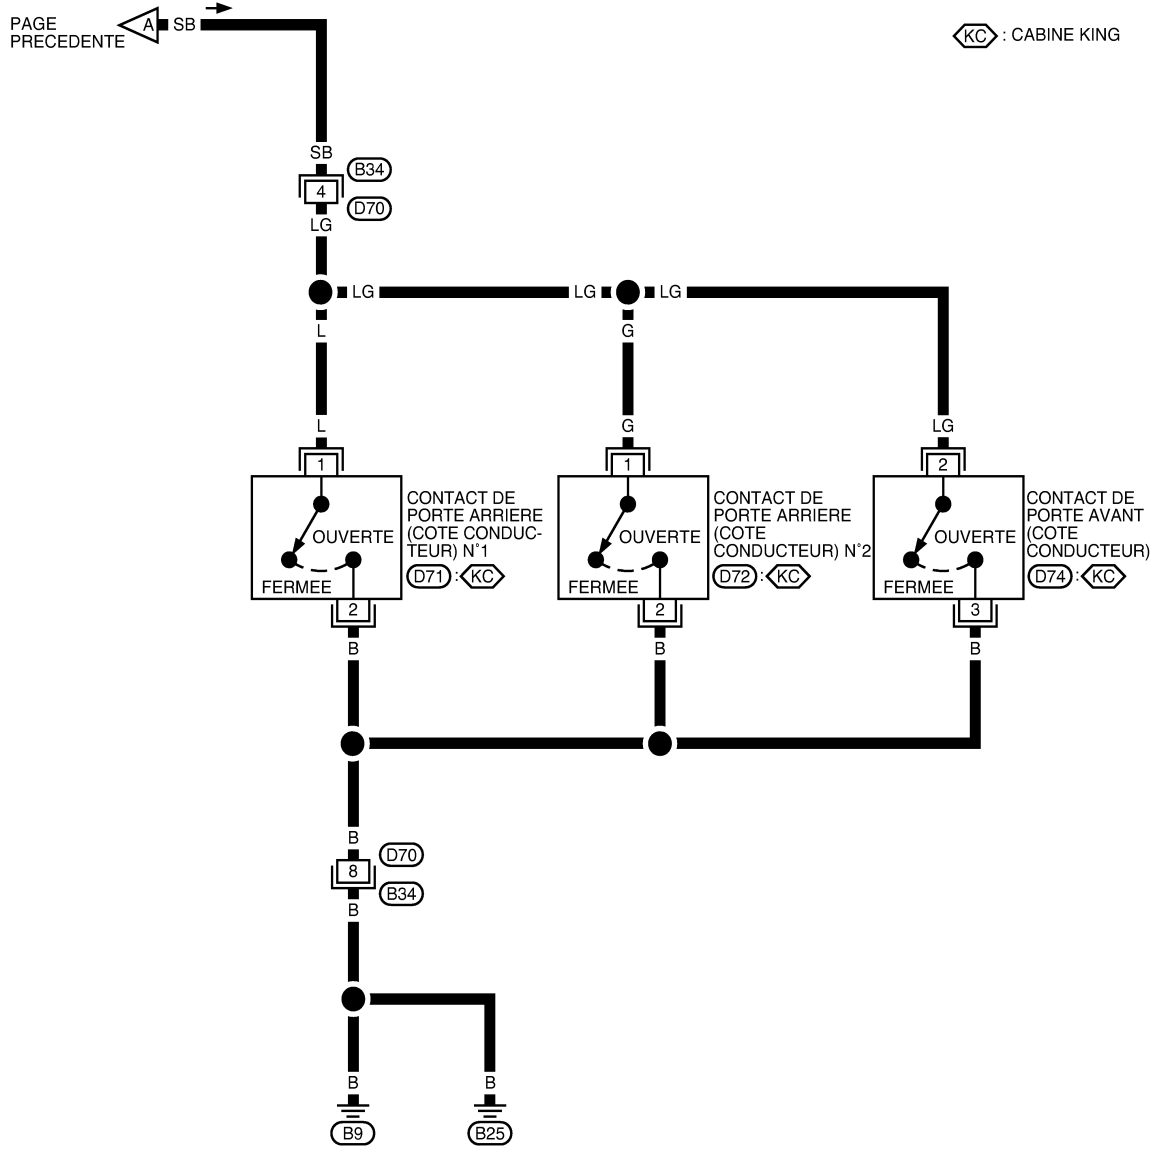 PAGE
PRECEDENTE
A
SB
KC : CABINE KING
SB
B34
4
D70
LG
LG
LG
LG
L
G
L
G
LG
1
1
2
CONTACT DE
PORTE ARRIERE
(COTE CONDUC-
TEUR) N°1
D71 : KC
OUVERTE
FERMEE
CONTACT DE
PORTE ARRIERE
(COTE
CONDUCTEUR) N°2
D72 : KC
OUVERTE
FERMEE
CONTACT DE
PORTE AVANT
(COTE
CONDUCTEUR)
D74 : KC
OUVERTE
FERMEE
2
2
3
B
B
B
B
D70
8
B34
B
B
B
B9
B25